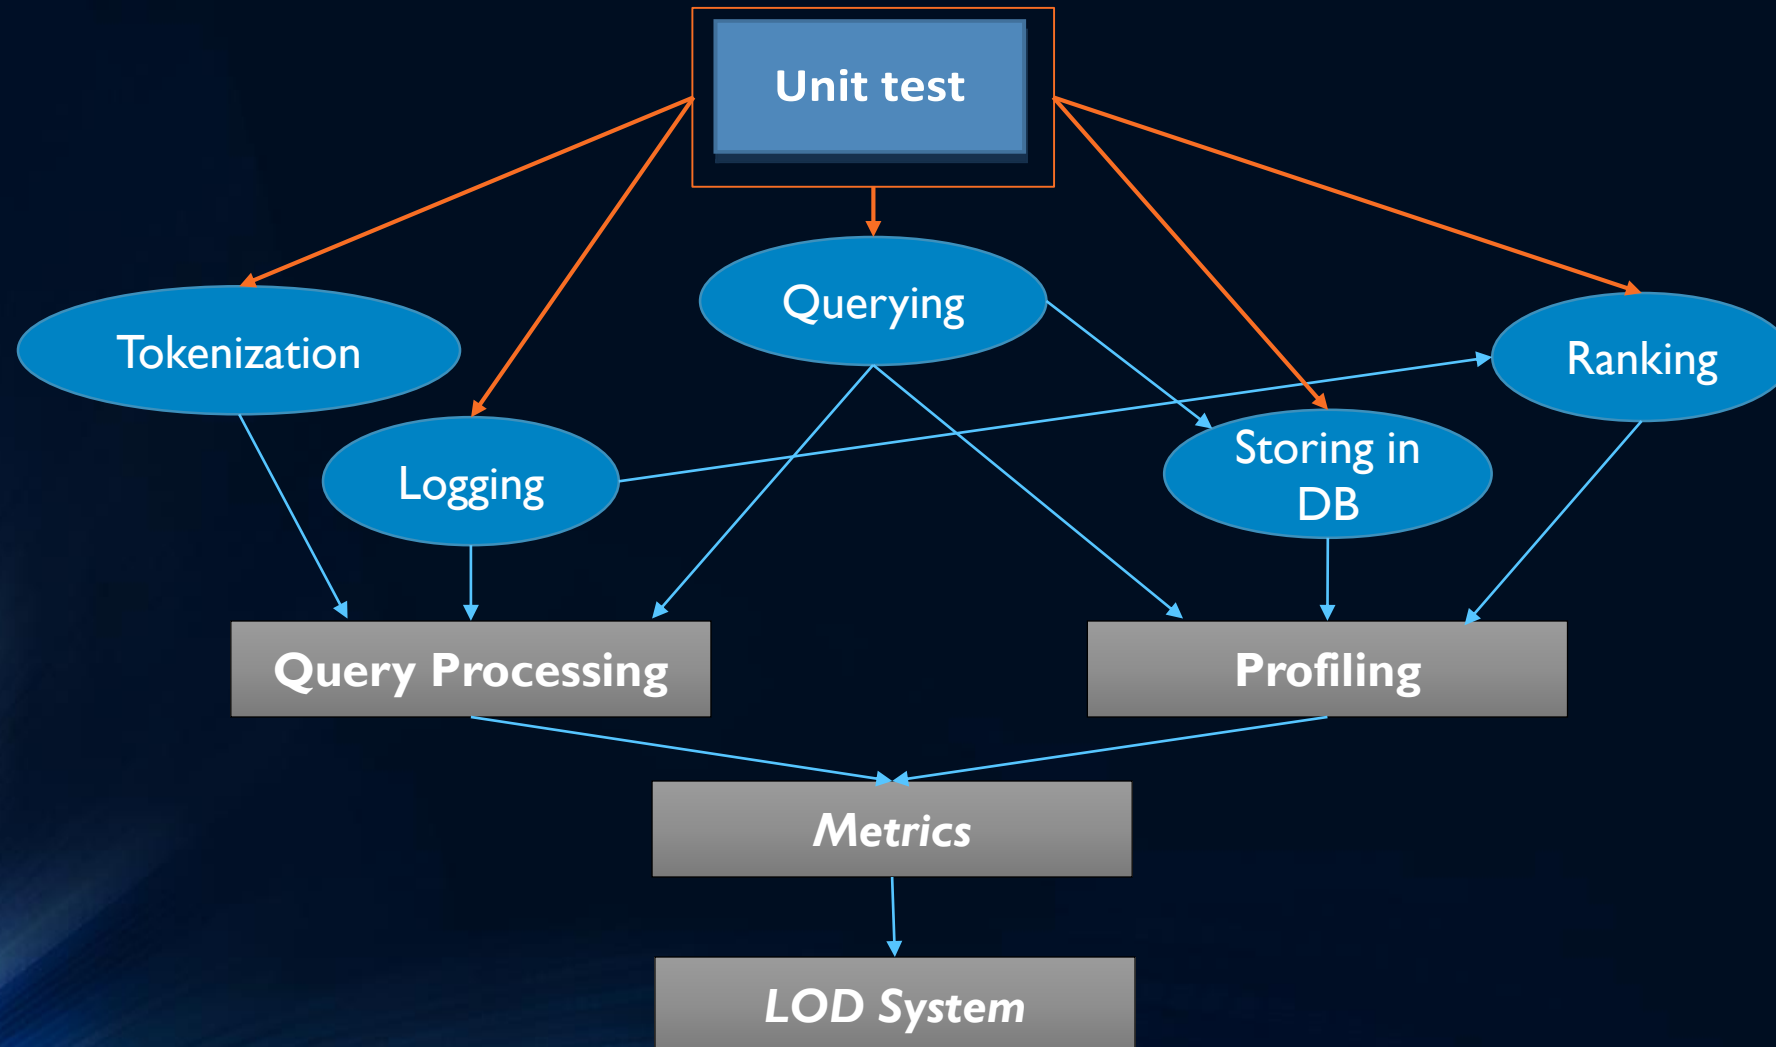 Unit test
Querying
Tokenization
Ranking
Logging
Storing in
DB
Query Processing
Profiling
Metrics
LOD System